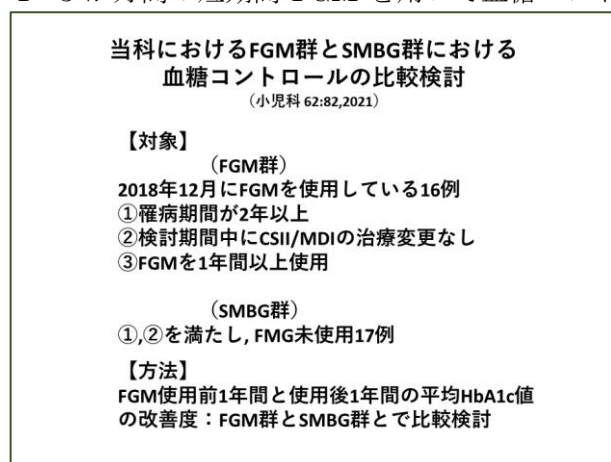 当科におけるFGM群とSMBG群における
血糖コントロールの比較検討
（小児科 62:82,2021）
【対象】
（FGM群）
2018年12月にFGMを使用している16例
①罹病期間が2年以上
②検討期間中にCSII/MDIの治療変更なし
③FGMを1年間以上使用
（SMBG群）
①,②を満たし, FMG未使用17例
【方法】
FGM使用前1年間と使用後1年間の平均HbA1c値
の改善度：FGM群とSMBG群とで比較検討